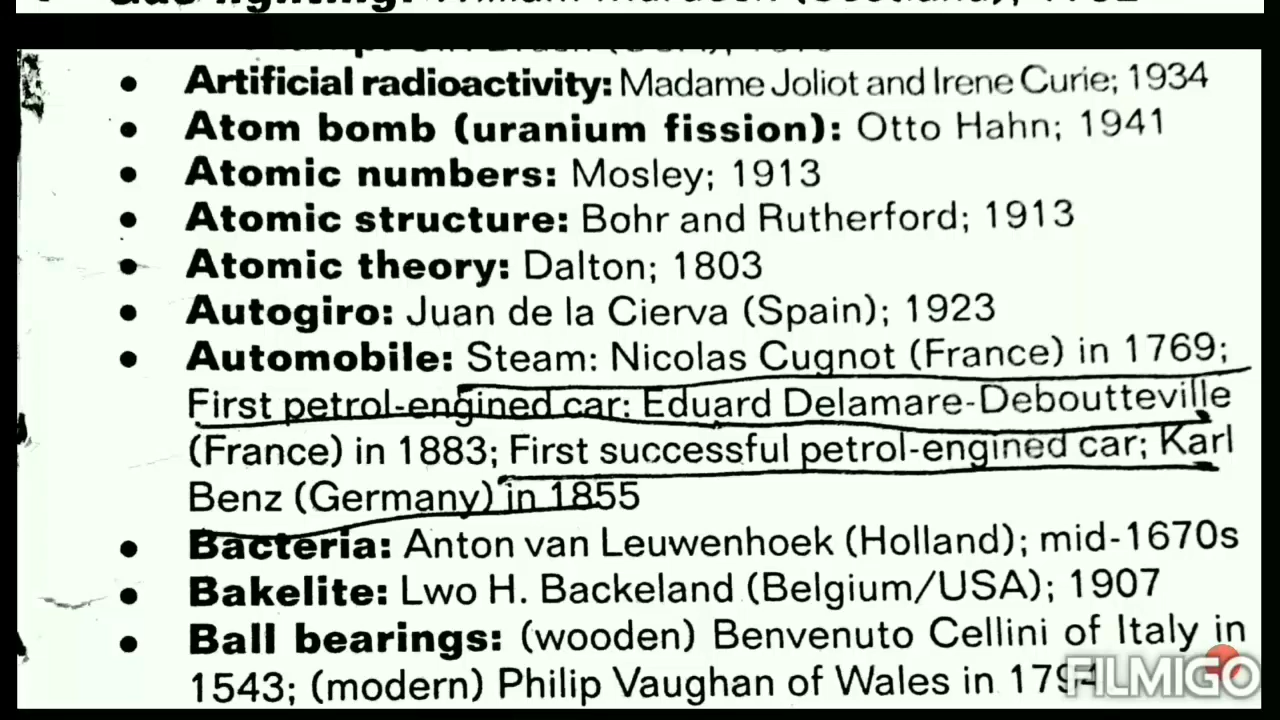 • Artificial radioactivity: Madame Joliot and Irene Curie; 1934
• Atom bomb (uranium fission): Otto Hahn; 1941
• Atomic numbers: Mosley; 1913
• Atomic structure: Bohr and Rutherford; 1913
• Atomic theory: Dalton; 1803
• Autogiro: Juan de la Cierva (Spain); 1923
• Automobile: Steam: Nicolas Cugnot (France) in 1769;
First petrol-engined car: Eduard Delamare-Deboutteville
(France) in 1883; First successful petrol-engined car; Karl
Benz (Germany) in 1855
• Bacteria: Anton van Leuwenhoek (Holland); mid-1670s
• Bakelite: Lwo H. Backeland (Belgium/USA); 1907
• Ball bearings: (wooden) Benvenuto Cellini of Italy in
1543; (modern) Philip Vaughan of Wales in 1794
FILMIGO